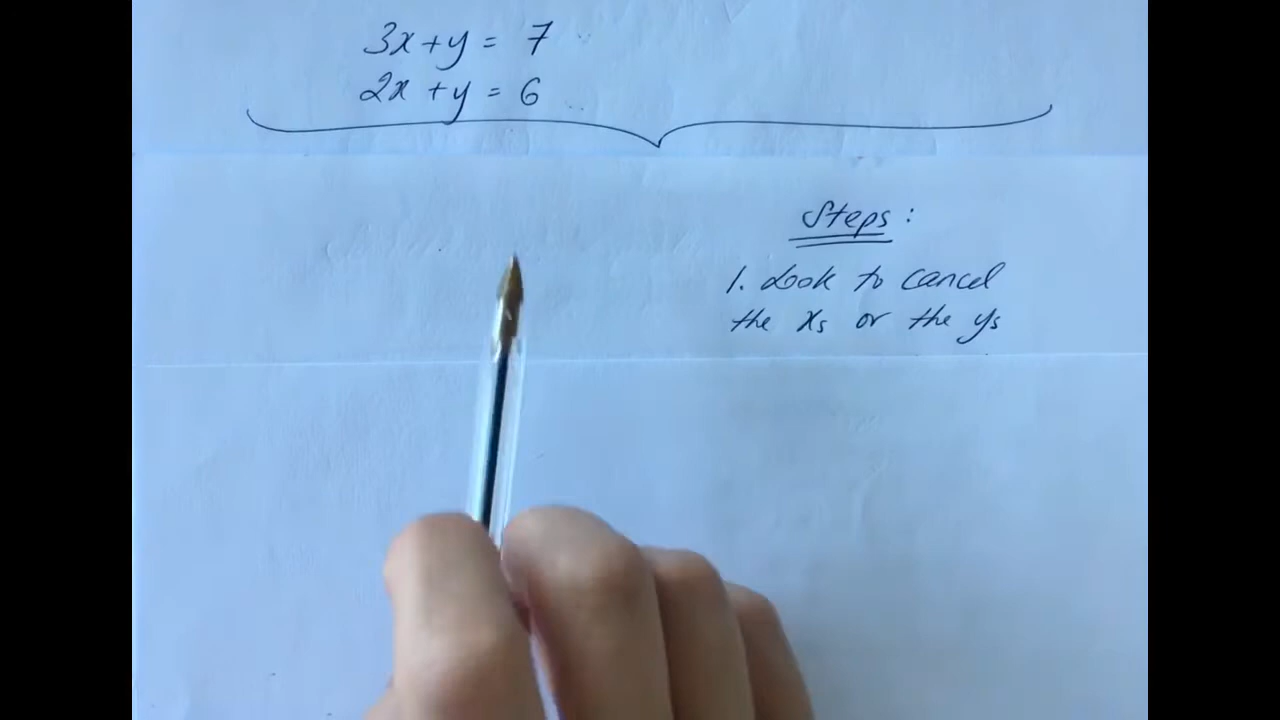 3x+y = 7
2x +y = 6
Steps :
1. Look to cancel
the xs or the ys